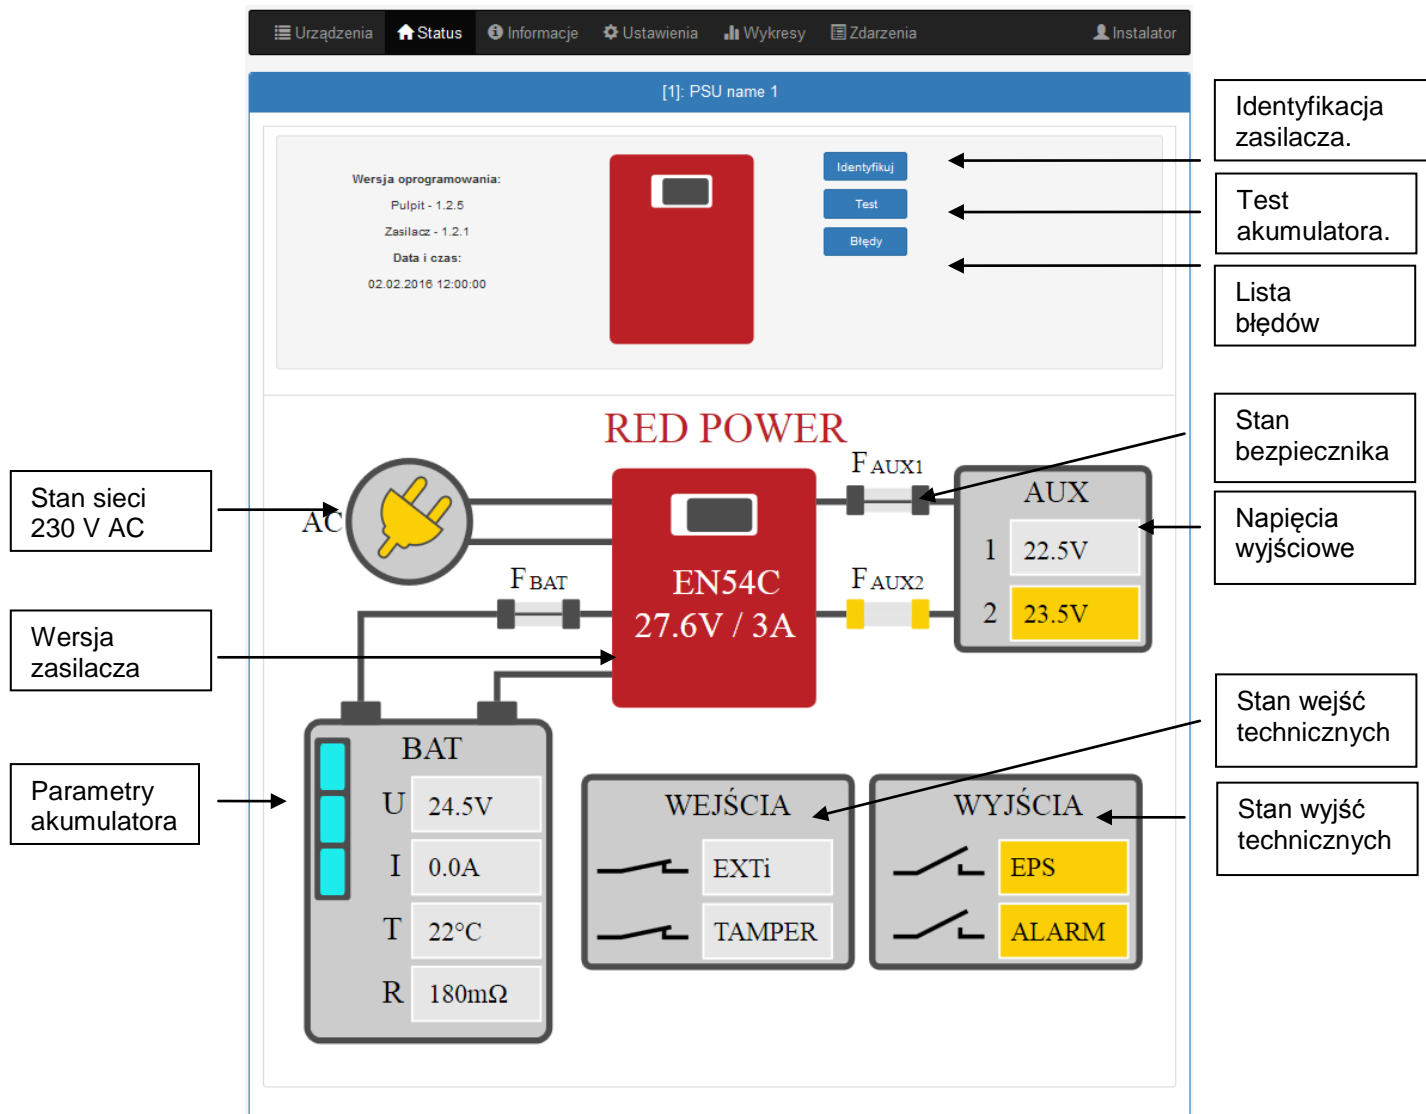 Urządzenia Status Informacje Ustawienia Wykresy Zdarzenia Instalator
[1]: PSU name 1
Wersja oprogramowania:
Pulpit - 1.2.5
Zasilacz - 1.2.1
Data i czas:
02.02.2016 12:00:00
Identyfikuj
Test
Błędy
Identyfikacja
zasilacza.
Test
akumulatora.
Lista
błędów
RED POWER
Stan
bezpiecznika
Stan sieci
230 V AC
AC
F AUX1
AUX
1 22.5V
2 23.5V
Napięcia
wyjściowe
F BAT
EN54C
27.6V / 3A
F AUX2
Wersja
zasilacza
Stan wejść
technicznych
BAT
U 24.5V
I 0.0A
T 22°C
R 180mΩ
Parametry
akumulatora
WEJŚCIA
EXTi
TAMPER
WYJŚCIA
EPS
ALARM
Stan wyjść
technicznych